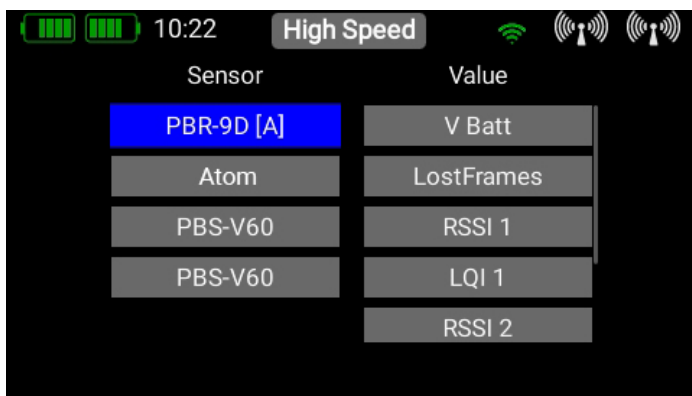 10:22 High Speed
Sensor Value
PBR-9D [A] V Batt
Atom LostFrames
PBS-V60 RSSI 1
PBS-V60 LQI 1
RSSI 2